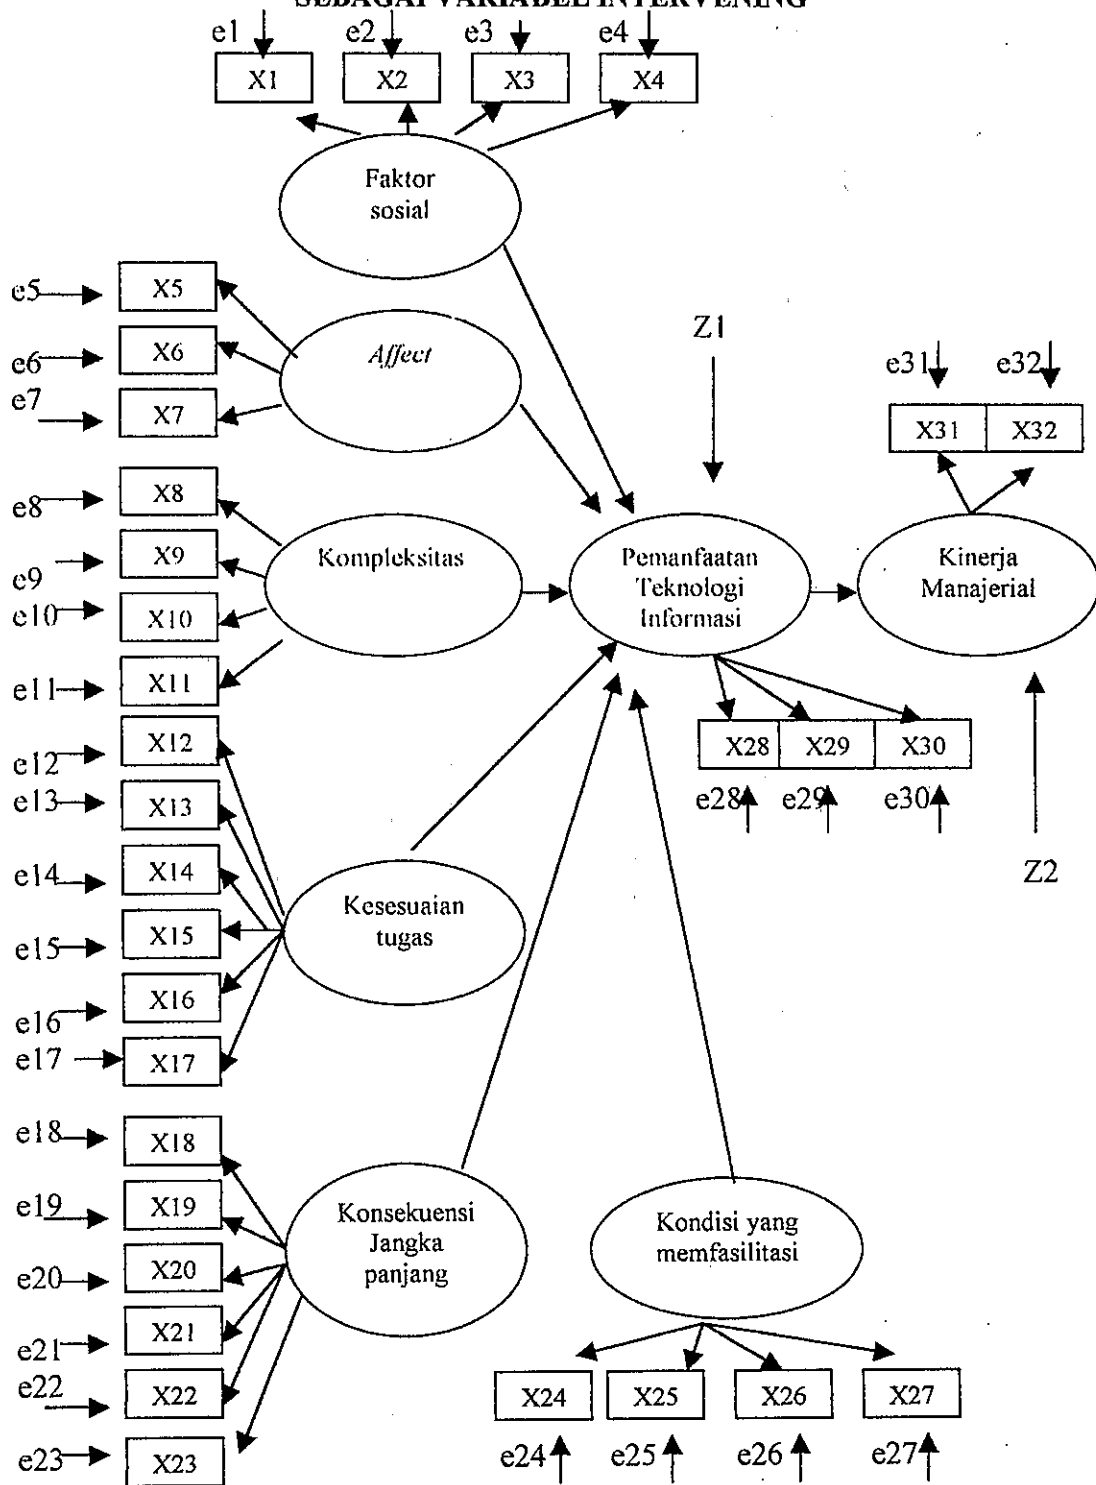 SEBAGAI VARIABEL INTERVENING
e1 e2 e3 e4
X1 X2 X3 X4
Faktor
sosial
e5 X5
e6 X6
e7 X7
Affect
Z1
e31 e32
X31 X32
e8 X8
e9 X9
e10 X10
e11 X11
Kompleksitas
Pemanfaatan
Teknologi
Informasi
Kinerja
Manajerial
X28 X29 X30
e28 e29 e30
Z2
e12 X12
e13 X13
e14 X14
e15 X15
e16 X16
e17 X17
Kesesuaian
tugas
e18 X18
e19 X19
e20 X20
e21 X21
e22 X22
e23 X23
Konsekuensi
Jangka
panjang
Kondisi yang
memfasilitasi
X24 X25 X26 X27
e24 e25 e26 e27